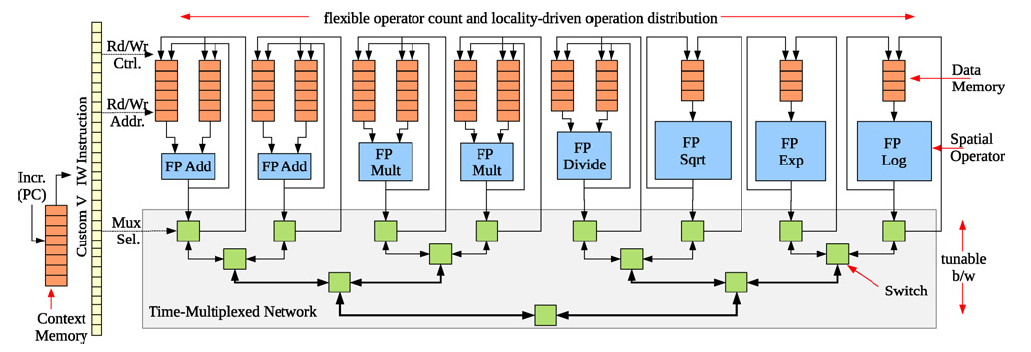 flexible operator count and locality-driven operation distribution
Rd/Wr
Ctrl.
Rd/Wr
Addr.
Data
Memory
FP Add
FP Add
FP
Mult
FP
Mult
FP
Divide
FP
Sqrt
FP
Exp
FP
Log
Spatial
Operator
Incr.
(PC)
Custom VLIW Instruction
Mux
Sel.
tunable
b/w
Switch
Time-Multiplexed Network
Context
Memory